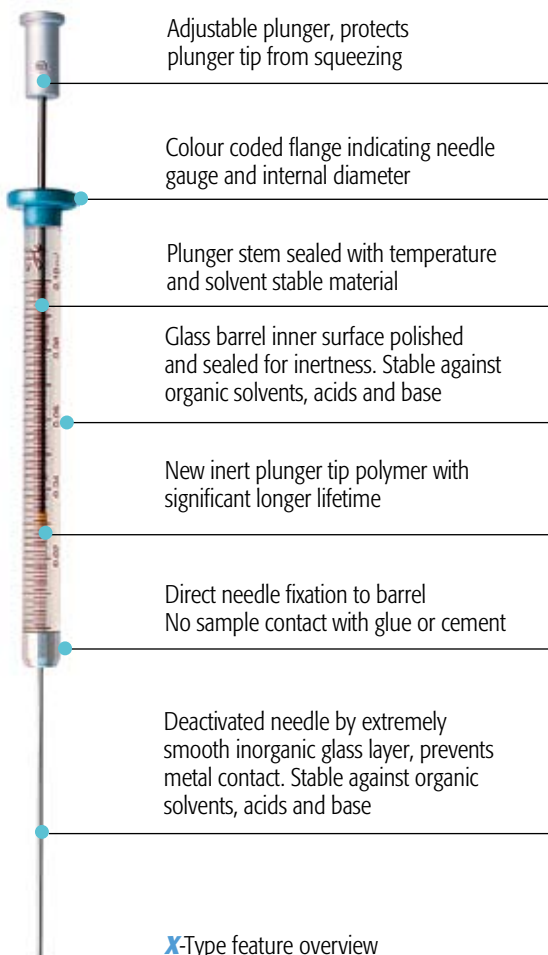 Adjustable plunger, protects
plunger tip from squeezing
Colour coded flange indicating needle
gauge and internal diameter
Plunger stem sealed with temperature
and solvent stable material
Glass barrel inner surface polished
and sealed for inertness. Stable against
organic solvents, acids and base
New inert plunger tip polymer with
significant longer lifetime
Direct needle fixation to barrel
No sample contact with glue or cement
Deactivated needle by extremely
smooth inorganic glass layer, prevents
metal contact. Stable against organic
solvents, acids and base
X-Type feature overview